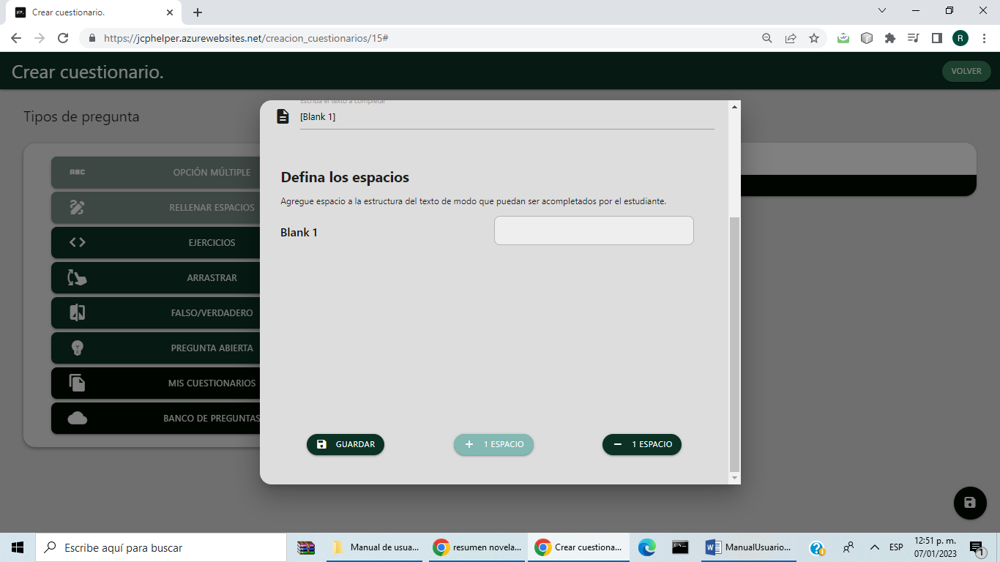 JCP_
Crear cuestionario.
https://jcphelper.azurewebsites.net/creacion_cuestionarios/15#
R
Crear cuestionario.
VOLVER
Tipos de pregunta
ABC
OPCIÓN MÚLTIPLE
RELLENAR ESPACIOS
EJERCICIOS
ARRASTRAR
FALSO/VERDADERO
PREGUNTA ABIERTA
MIS CUESTIONARIOS
BANCO DE PREGUNTAS
Escriba el texto a completar
[Blank 1]
Defina los espacios
Agregue espacio a la estructura del texto de modo que puedan ser acompletados por el estudiante.
Blank 1
GUARDAR
1 ESPACIO
1 ESPACIO
Escribe aquí para buscar
Manual de usua...
resumen novela...
Crear cuestiona...
ManualUsuario...
ESP
12:51 p. m.
07/01/2023
1